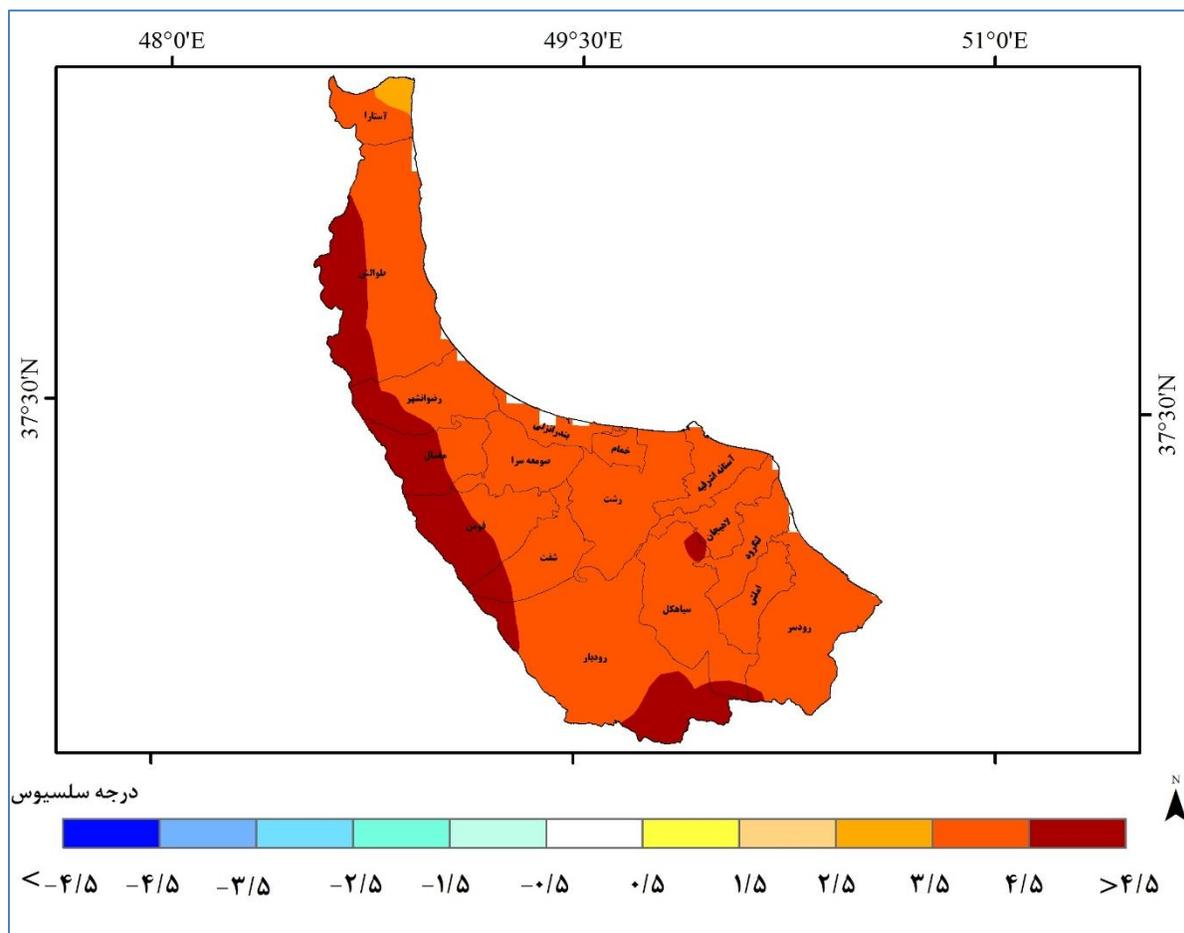 48°0'E 49°30'E 51°0'E
آستارا
طوالش
37°30'N
37°30'N
رضوانشهر
بندرانزلی
خمام
ماسال
صومعه سرا
آستانه اشرفیه
رشت
فومن
لاهیجان
لنگرود
شفت
املش
سیاهکل
رودسر
رودبار
درجه سلسیوس
N
<-۴/۵ -۴/۵ -۳/۵ -۲/۵ -۱/۵ -۰/۵ ۰/۵ ۱/۵ ۲/۵ ۳/۵ ۴/۵ >۴/۵